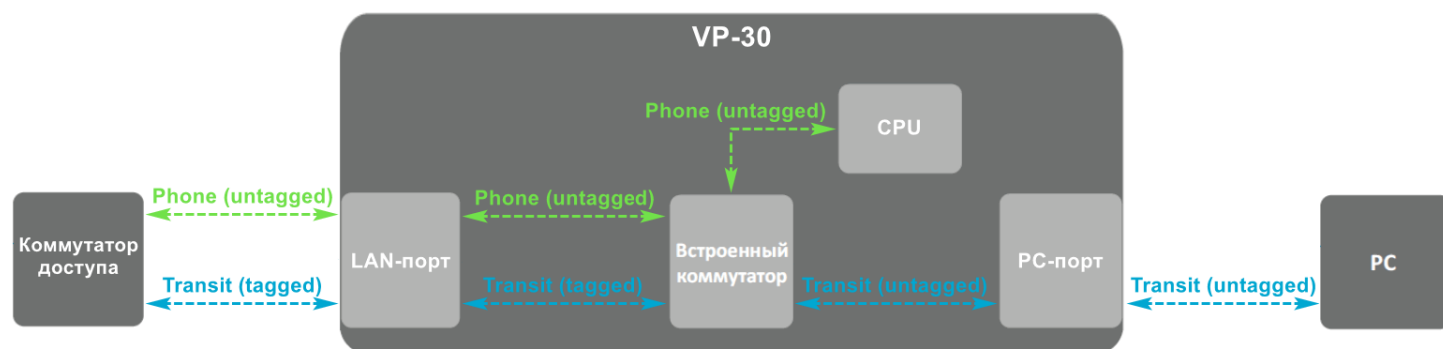 VP-30
Phone (untagged)
CPU
Phone (untagged)
Phone (untagged)
Коммутатор
доступа
LAN-порт
Встроенный
коммутатор
PC-порт
PC
Transit (tagged)
Transit (tagged)
Transit (untagged)
Transit (untagged)